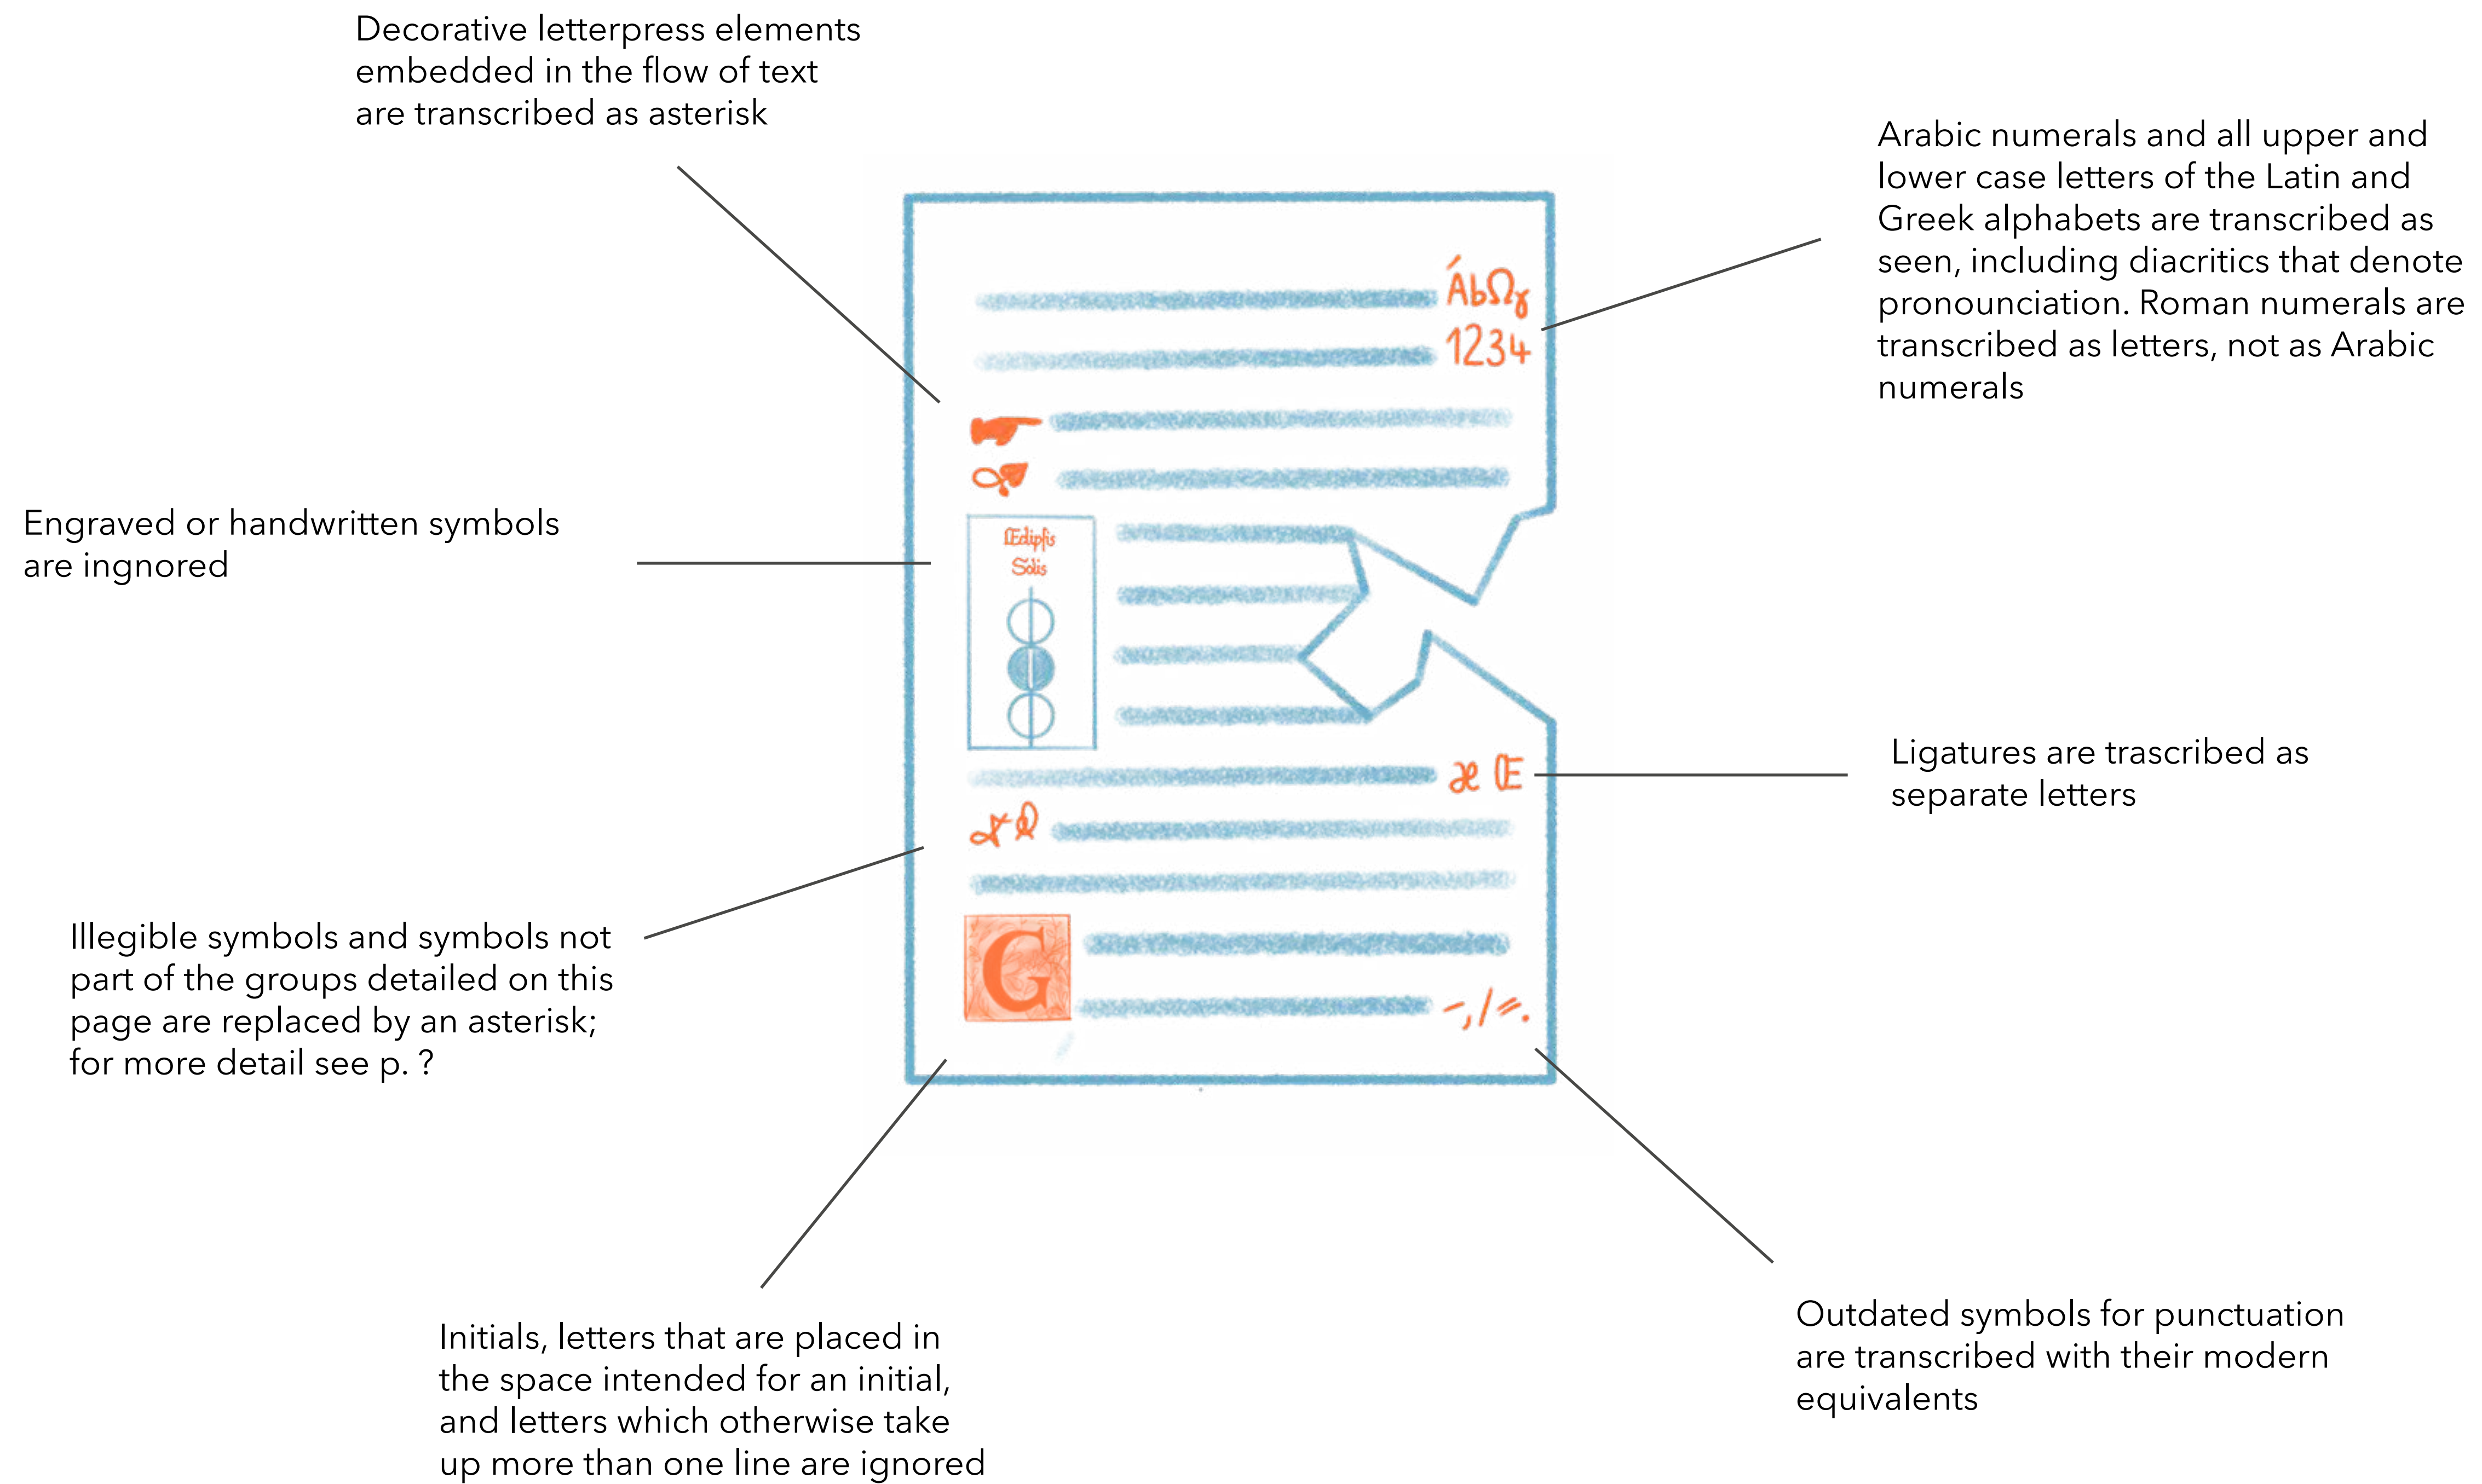 Decorative letterpress elements
embedded in the flow of text
are transcribed as asterisk
Arabic numerals and all upper and
lower case letters of the Latin and
Greek alphabets are transcribed as
seen, including diacritics that denote
pronounciation. Roman numerals are
transcribed as letters, not as Arabic
numerals
ÁbΩγ
1234
Engraved or handwritten symbols
are ingnored
Solis
æ Œ
Ligatures are trascribed as
separate letters
Illegible symbols and symbols not
part of the groups detailed on this
page are replaced by an asterisk;
for more detail see p. ?
G
-,/=.
Initials, letters that are placed in
the space intended for an initial,
and letters which otherwise take
up more than one line are ignored
Outdated symbols for punctuation
are transcribed with their modern
equivalents